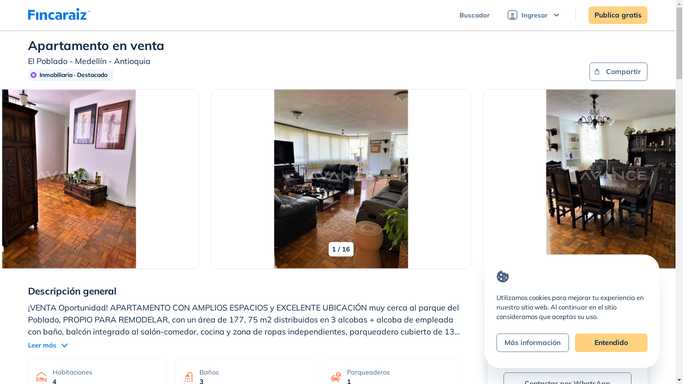 Fincaraiz
Buscador
Ingresar
Publica gratis
Apartamento en venta
El Poblado - Medellín - Antioquia
Inmobiliaria · Destacado
Compartir
AVANCE
AVANCE
AVANCE
1 / 16
Descripción general
¡VENTA Oportunidad! APARTAMENTO CON AMPLIOS ESPACIOS y EXCELENTE UBICACIÓN muy cerca al parque del
Poblado, PROPIO PARA REMODELAR, con un área de 177, 75 m2 distribuidos en 3 alcobas + alcoba de empleada
con baño, balcón integrado al salón-comedor, cocina y zona de ropas independientes, parqueadero cubierto de 13...
Leer más
Habitaciones
4
Baños
3
Parqueaderos
1
Utilizamos cookies para mejorar tu experiencia en
nuestro sitio web. Al continuar en el sitio
consideramos que aceptas su uso.
Más información
Entendido
Contactar por WhatsApp